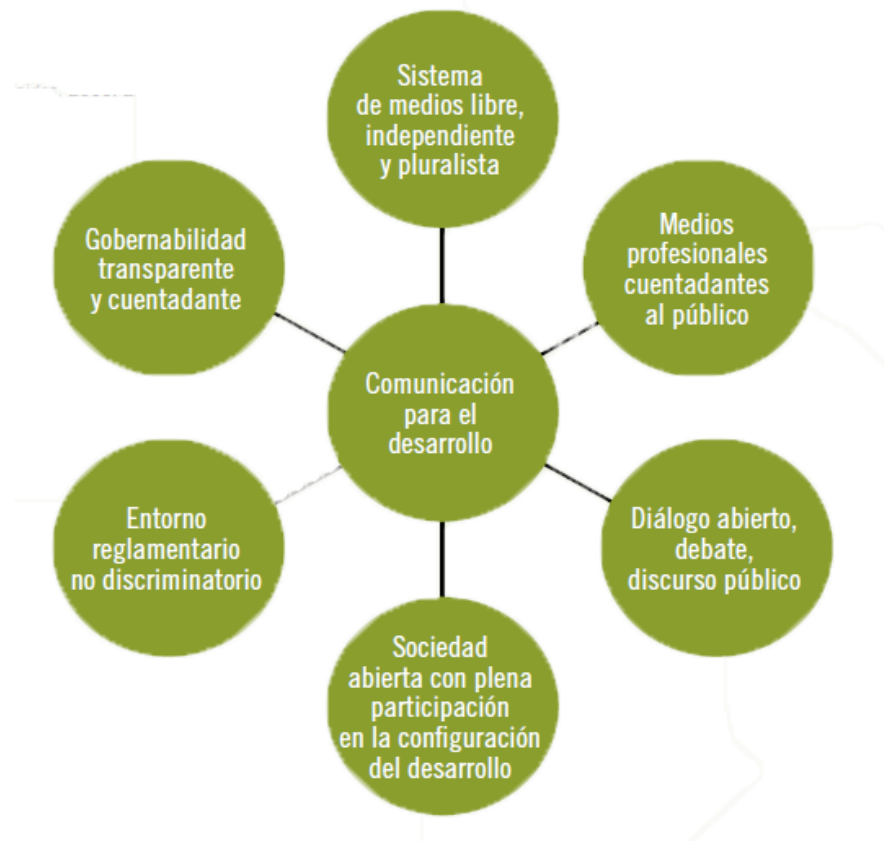 Sistema
de medios libre,
independiente
y pluralista
Medios
profesionales
cuentadantes
al público
Gobernabilidad
transparente
y cuentadante
Comunicación
para el
desarrollo
Entorno
reglamentario
no discriminatorio
Diálogo abierto,
debate,
discurso público
Sociedad
abierta con plena
participación
en la configuración
del desarrollo